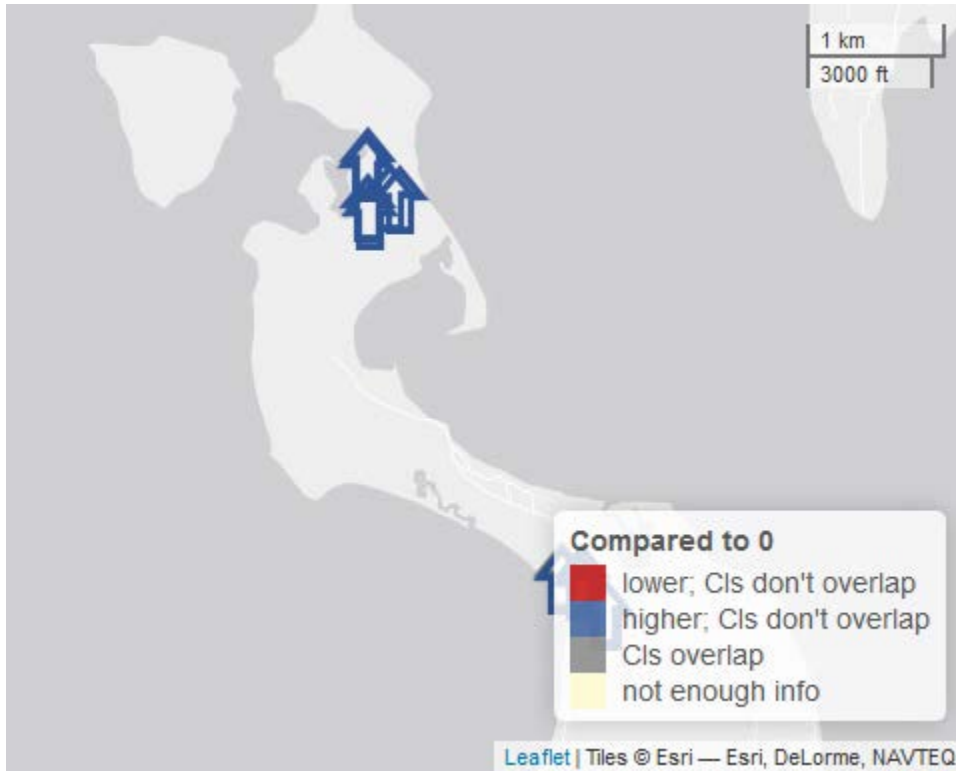 1 km
3000 ft
Compared to 0
lower; CIs don't overlap
higher; CIs don't overlap
CIs overlap
not enough info
Leaflet | Tiles © Esri — Esri, DeLorme, NAVTEQ